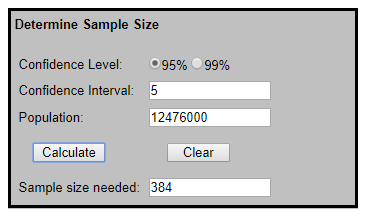 Determine Sample Size
Confidence Level: 95% 99%
Confidence Interval: 5
Population: 12476000
Calculate Clear
Sample size needed: 384